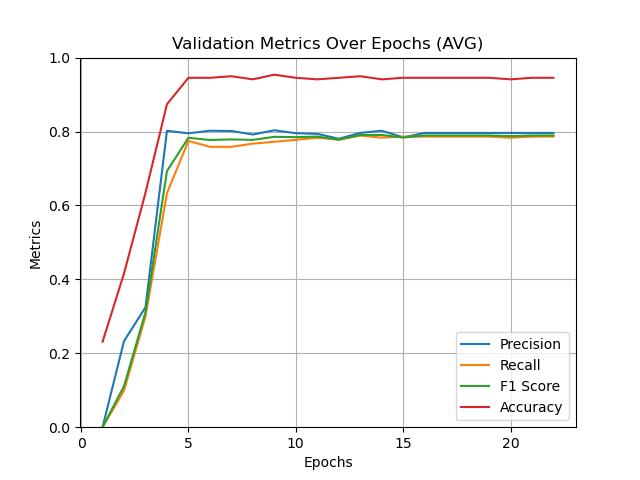 Validation Metrics Over Epochs (AVG)
1.0
0.8
0.6
0.4
0.2
0.0
Metrics
0
5
10
15
20
Epochs
Precision
Recall
F1 Score
Accuracy